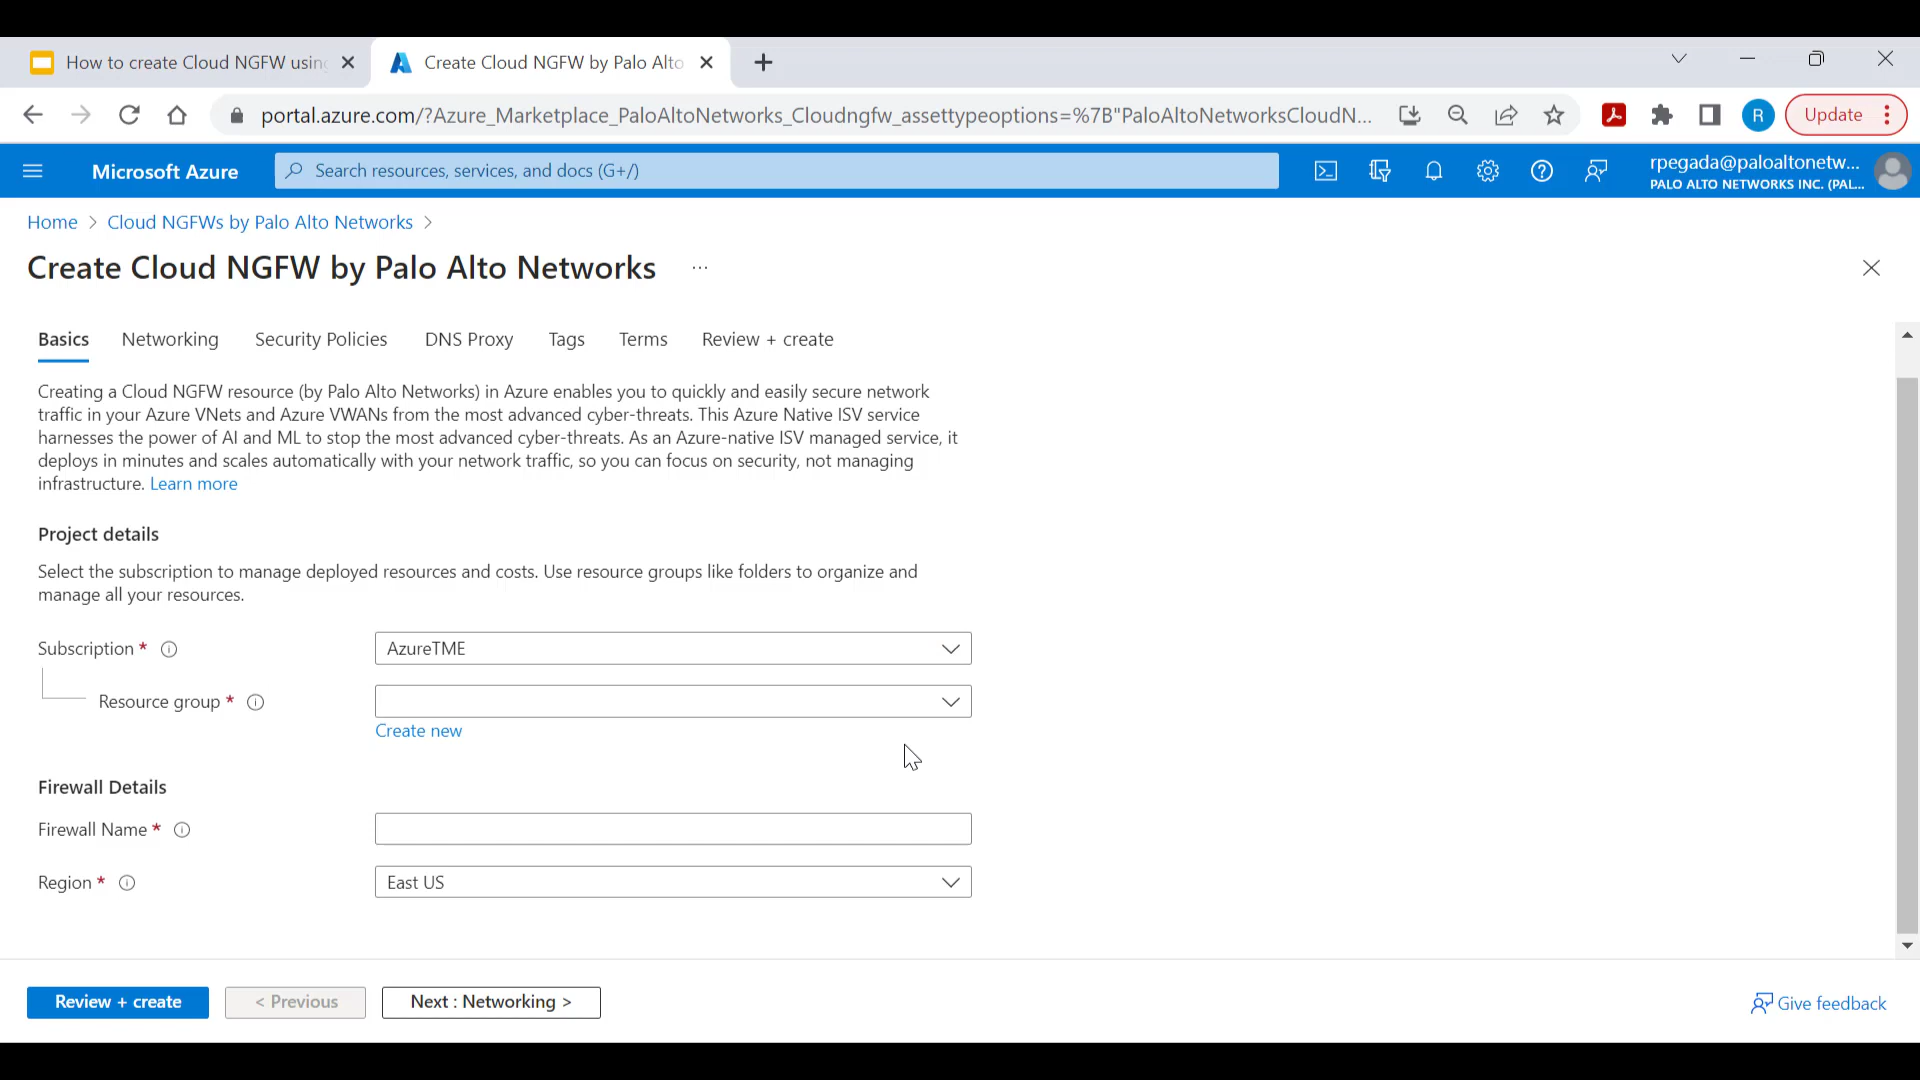 How to create Cloud NGFW usin
Create Cloud NGFW by Palo Alto
portal.azure.com/?Azure_Marketplace_PaloAltoNetworks_Cloudngfw_assettypeoptions=%7B"PaloAltoNetworksCloudN...
R
Update
Microsoft Azure
Search resources, services, and docs (G+/)
rpegada@paloaltonetw...
PALO ALTO NETWORKS INC. (PAL...
Home > Cloud NGFWs by Palo Alto Networks >
Create Cloud NGFW by Palo Alto Networks ...
Basics Networking Security Policies DNS Proxy Tags Terms Review + create
Creating a Cloud NGFW resource (by Palo Alto Networks) in Azure enables you to quickly and easily secure network
traffic in your Azure VNets and Azure VWANs from the most advanced cyber-threats. This Azure Native ISV service
harnesses the power of AI and ML to stop the most advanced cyber-threats. As an Azure-native ISV managed service, it
deploys in minutes and scales automatically with your network traffic, so you can focus on security, not managing
infrastructure. Learn more
Project details
Select the subscription to manage deployed resources and costs. Use resource groups like folders to organize and
manage all your resources.
Subscription *
AzureTME
Resource group *
Create new
Firewall Details
Firewall Name *
Region *
East US
Review + create
< Previous
Next : Networking >
Give feedback